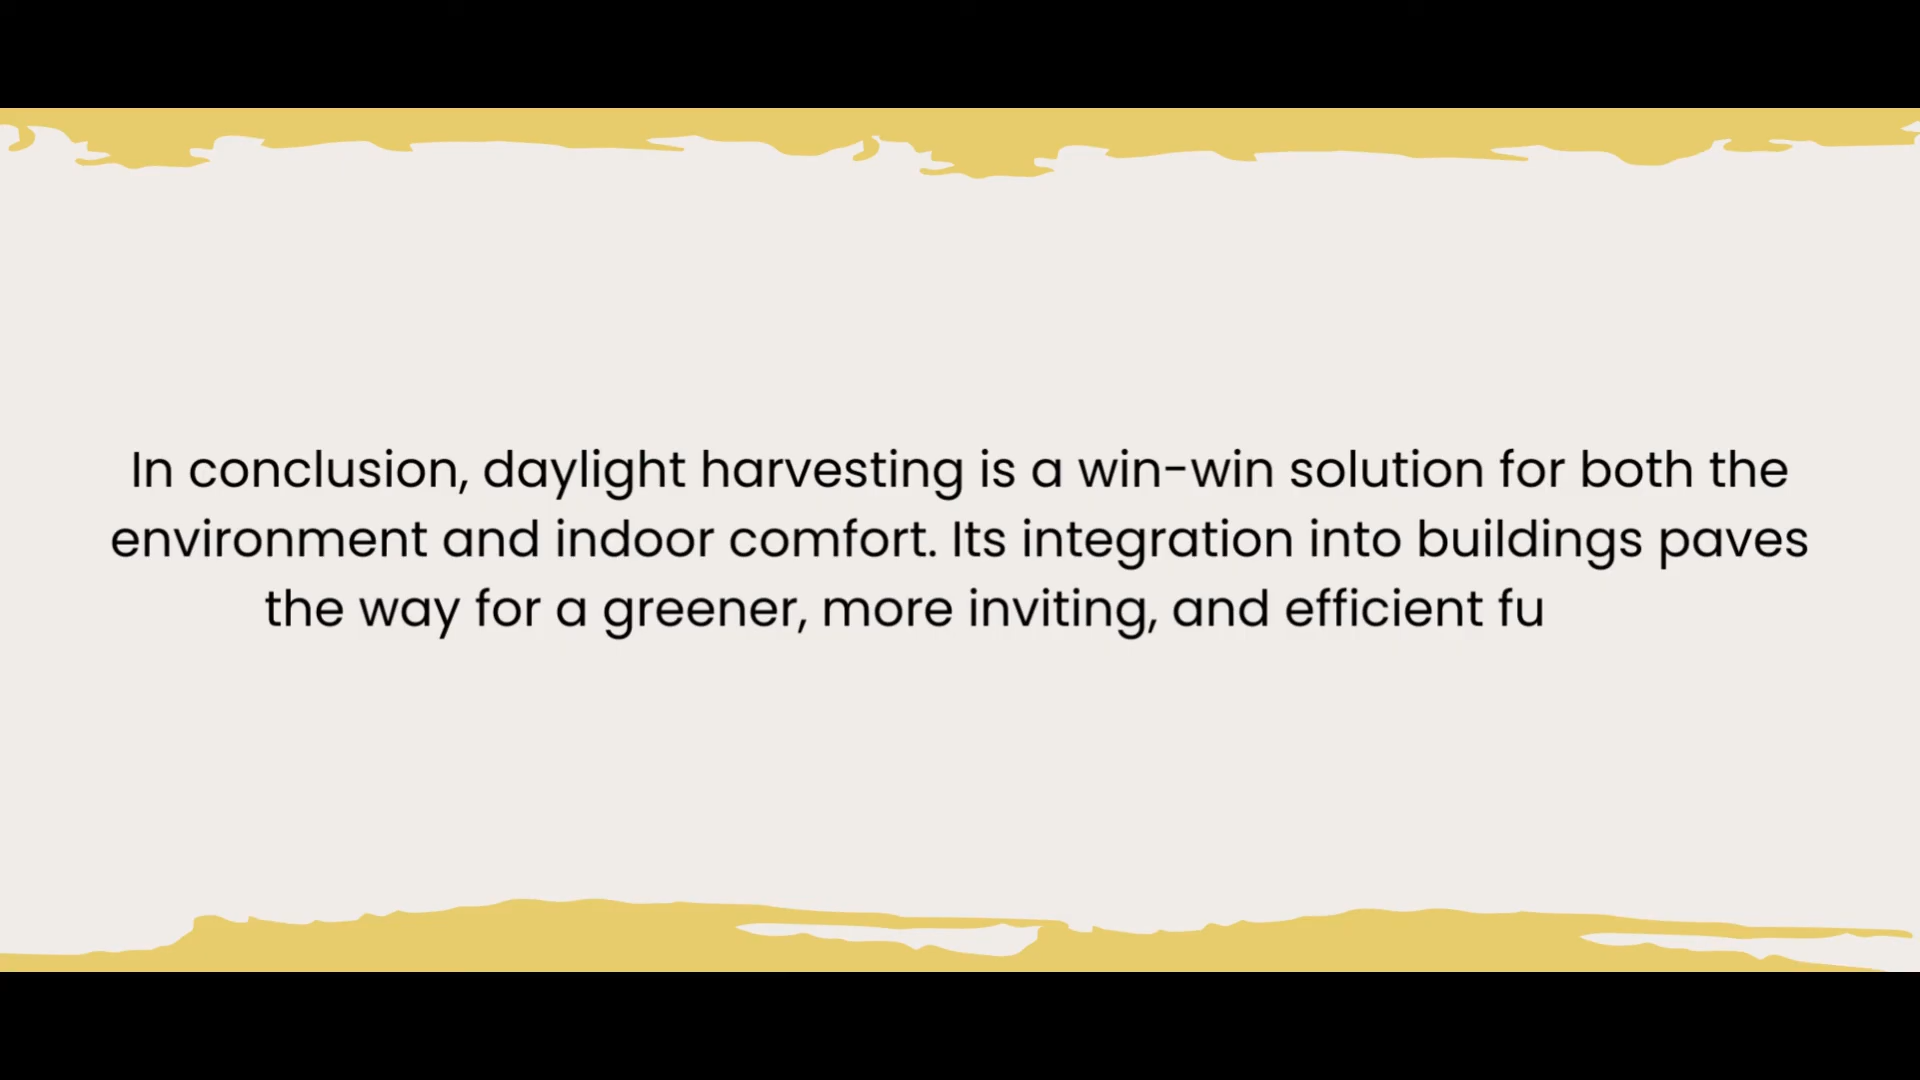 In conclusion, daylight harvesting is a win-win solution for both the
environment and indoor comfort. Its integration into buildings paves
the way for a greener, more inviting, and efficient fu